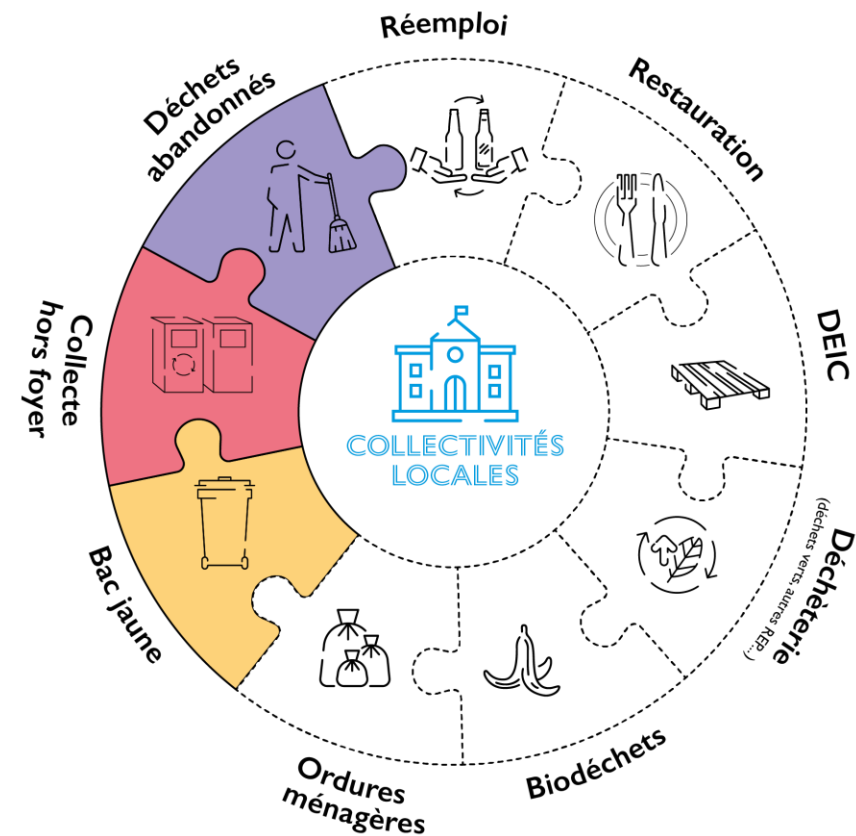 Réemploi
Restauration
DEIC
Déchèterie
(déchets verts, autres REP...)
Biodéchets
Ordures
ménagères
Bac jaune
Collecte
hors foyer
Déchets
abandonnés
COLLECTIVITÉS
LOCALES